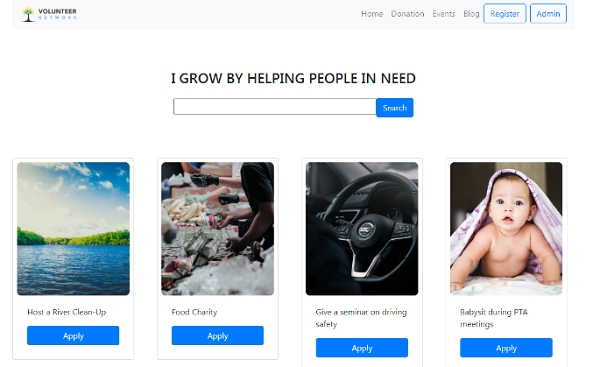 VOLUNTEER
NETWORK
Home Donation Events Blog Register Admin
I GROW BY HELPING PEOPLE IN NEED
Search
Host a River Clean-Up
Apply
Food Charity
Apply
Give a seminar on driving
safety
Apply
Babysit during PTA
meetings
Apply